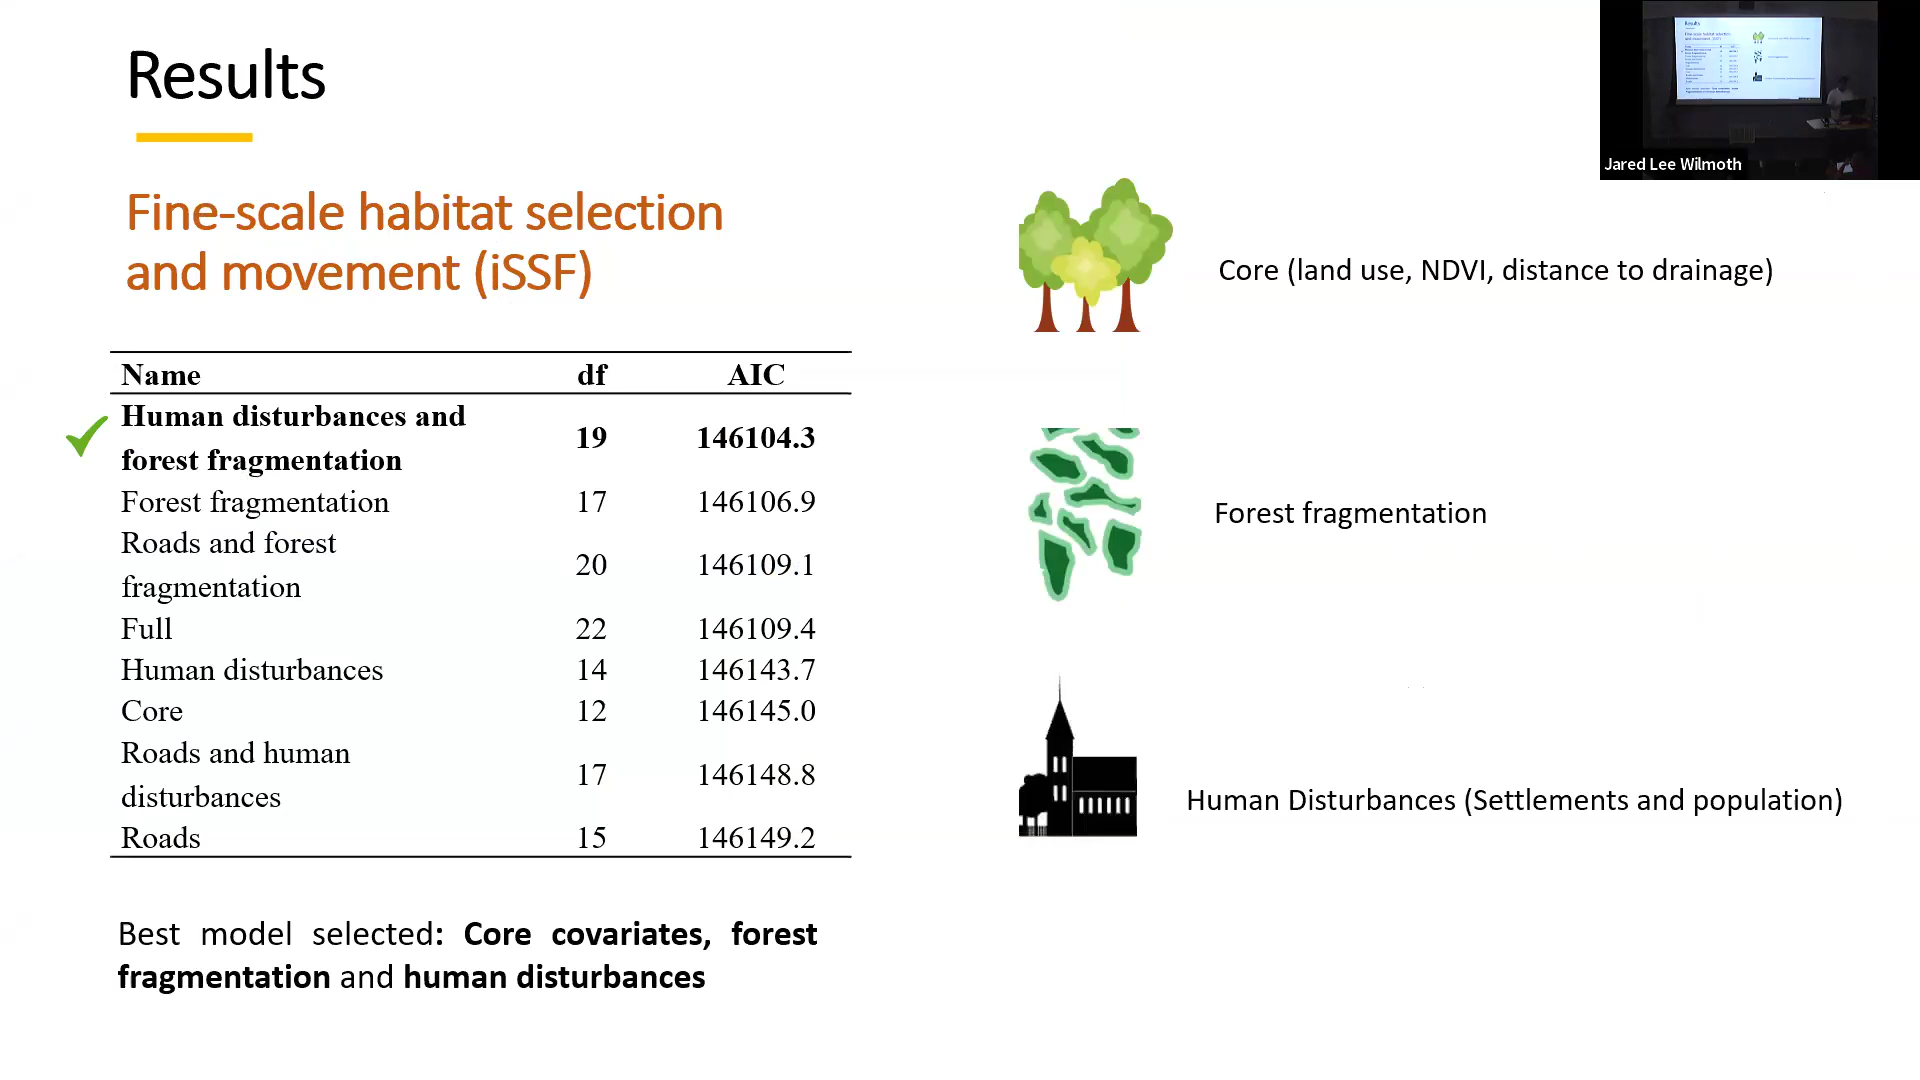 Results
Fine-scale habitat selection
and movement (iSSF)
Name df AIC
Human disturbances and
forest fragmentation 19 146104.3
Forest fragmentation 17 146106.9
Roads and forest
fragmentation 20 146109.1
Full 22 146109.4
Human disturbances 14 146143.7
Core 12 146145.0
Roads and human
disturbances 17 146148.8
Roads 15 146149.2
Best model selected: Core covariates, forest
fragmentation and human disturbances
Core (land use, NDVI, distance to drainage)
Forest fragmentation
Human Disturbances (Settlements and population)
Jared Lee Wilmoth